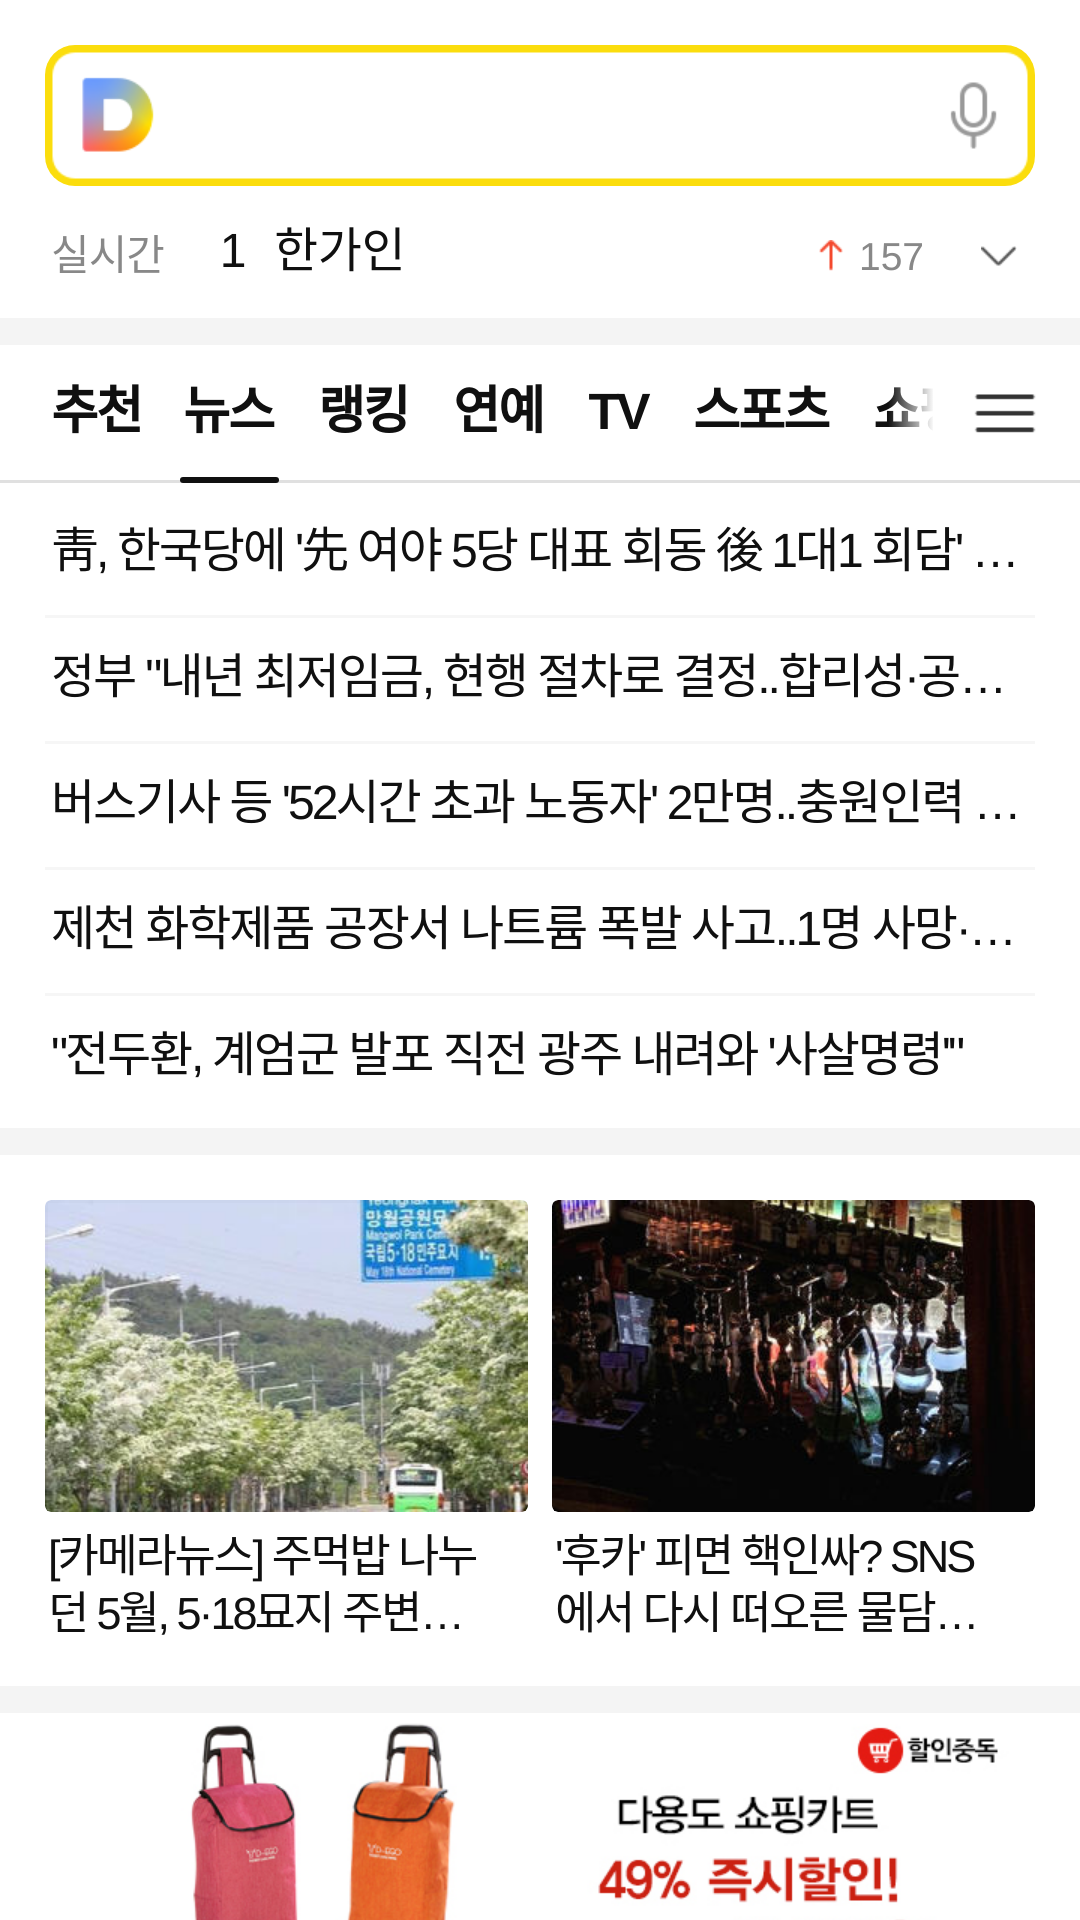 실시간 1 한가인 157
추천 뉴스 랭킹 연예 TV 스포츠
靑, 한국당에 '先 여야 5당 대표 회동 後 1대1 회담' …
정부 "내년 최저임금, 현행 절차로 결정..합리성·공…
버스기사 등 '52시간 초과 노동자' 2만명..충원인력 …
제천 화학제품 공장서 나트륨 폭발 사고..1명 사망·…
"전두환, 계엄군 발포 직전 광주 내려와 '사살명령'"
망월공원묘
Mangwol Park Cem
국립5·18민주묘지
May 18th National Cemetery
[카메라뉴스] 주먹밥 나누
던 5월, 5·18묘지 주변…
'후카' 피면 핵인싸? SNS
에서 다시 떠오른 물담…
할인중독
다용도 쇼핑카트
49% 즉시할인!